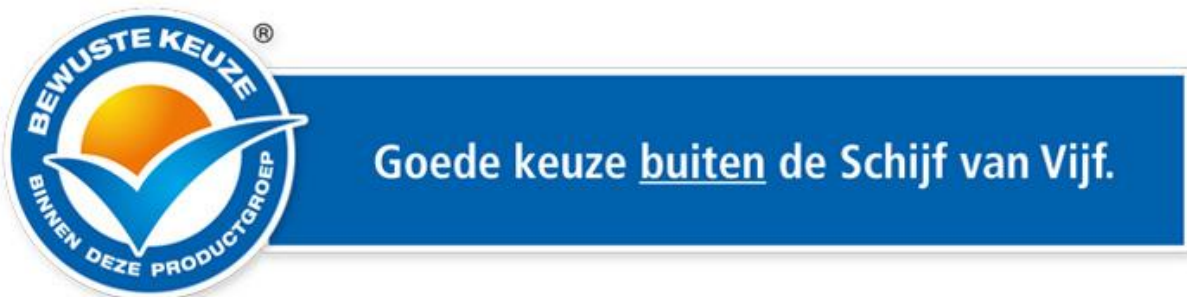 BEWUSTE KEUZE
®
BINNEN DEZE PRODUCTGROEP
Goede keuze buiten de Schijf van Vijf.